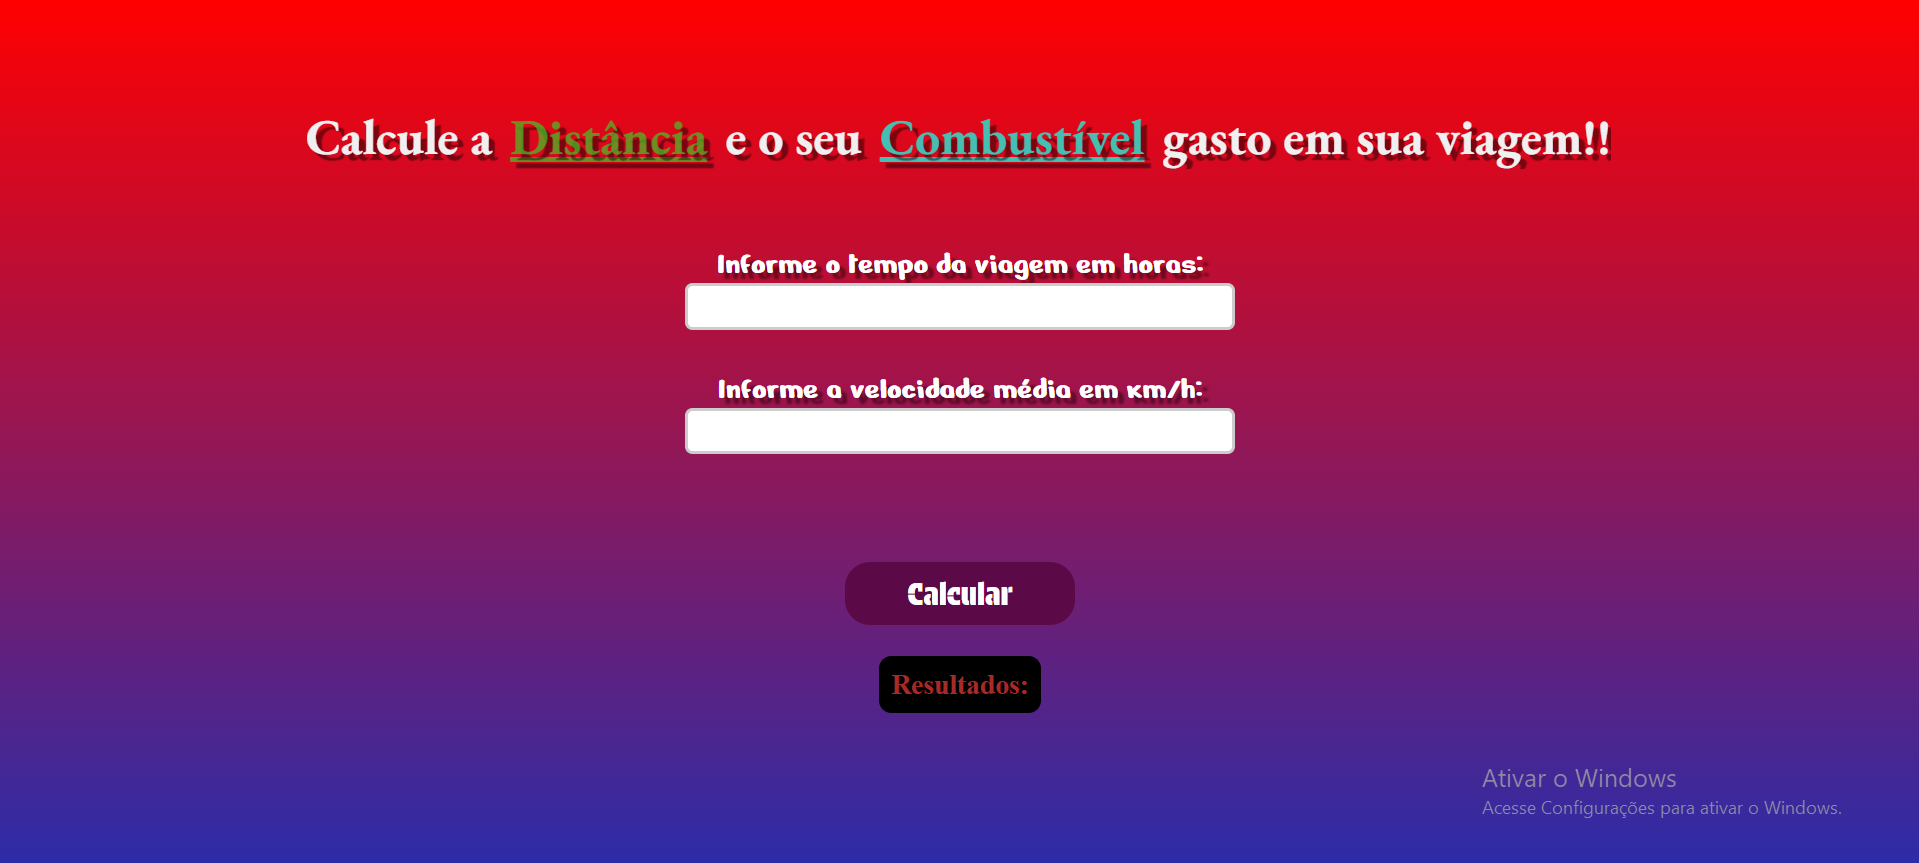 Calcule a Distância e o seu Combustível gasto em sua viagem!!
Informe o tempo da viagem em horas:
Informe a velocidade média em km/h:
Calcular
Resultados:
Ativar o Windows
Acesse Configurações para ativar o Windows.